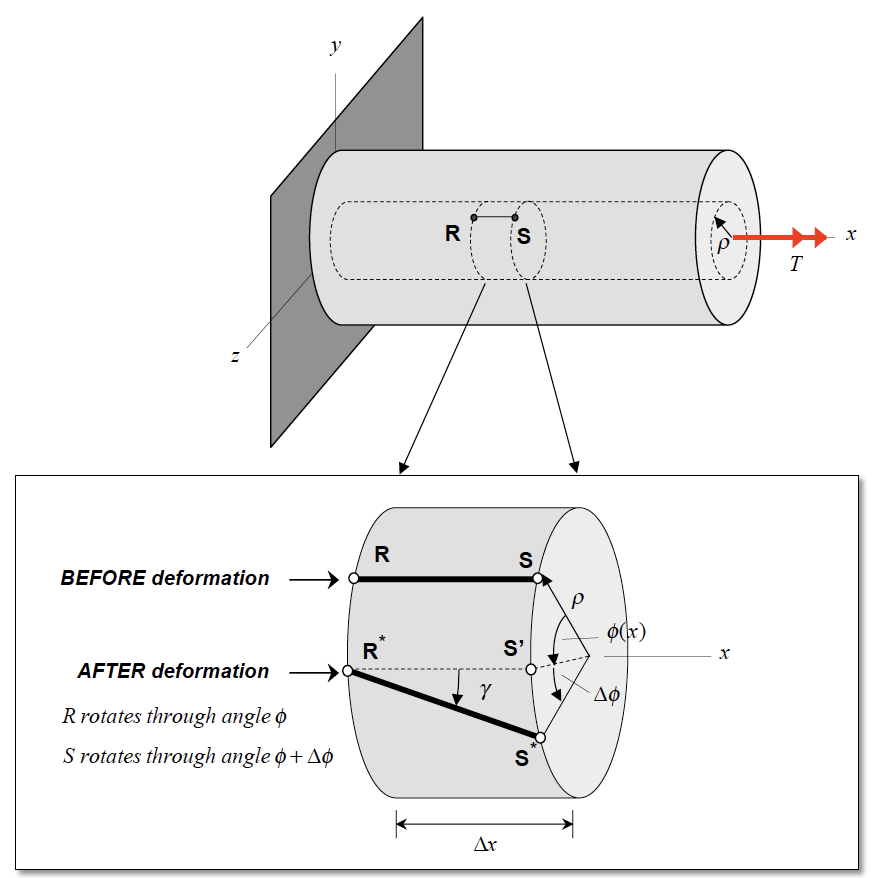 y
R
S
ρ
x
T
z
R
S
BEFORE deformation
ρ
ϕ(x)
R*
S’
x
AFTER deformation
γ
Δϕ
R rotates through angle ϕ
S rotates through angle ϕ + Δϕ
S*
Δx